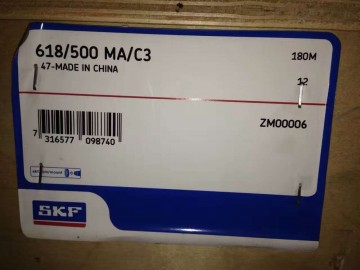 618/500 MA/C3
180M
47-MADE IN CHINA
12
ZM00006
7 316577 098740
SKF